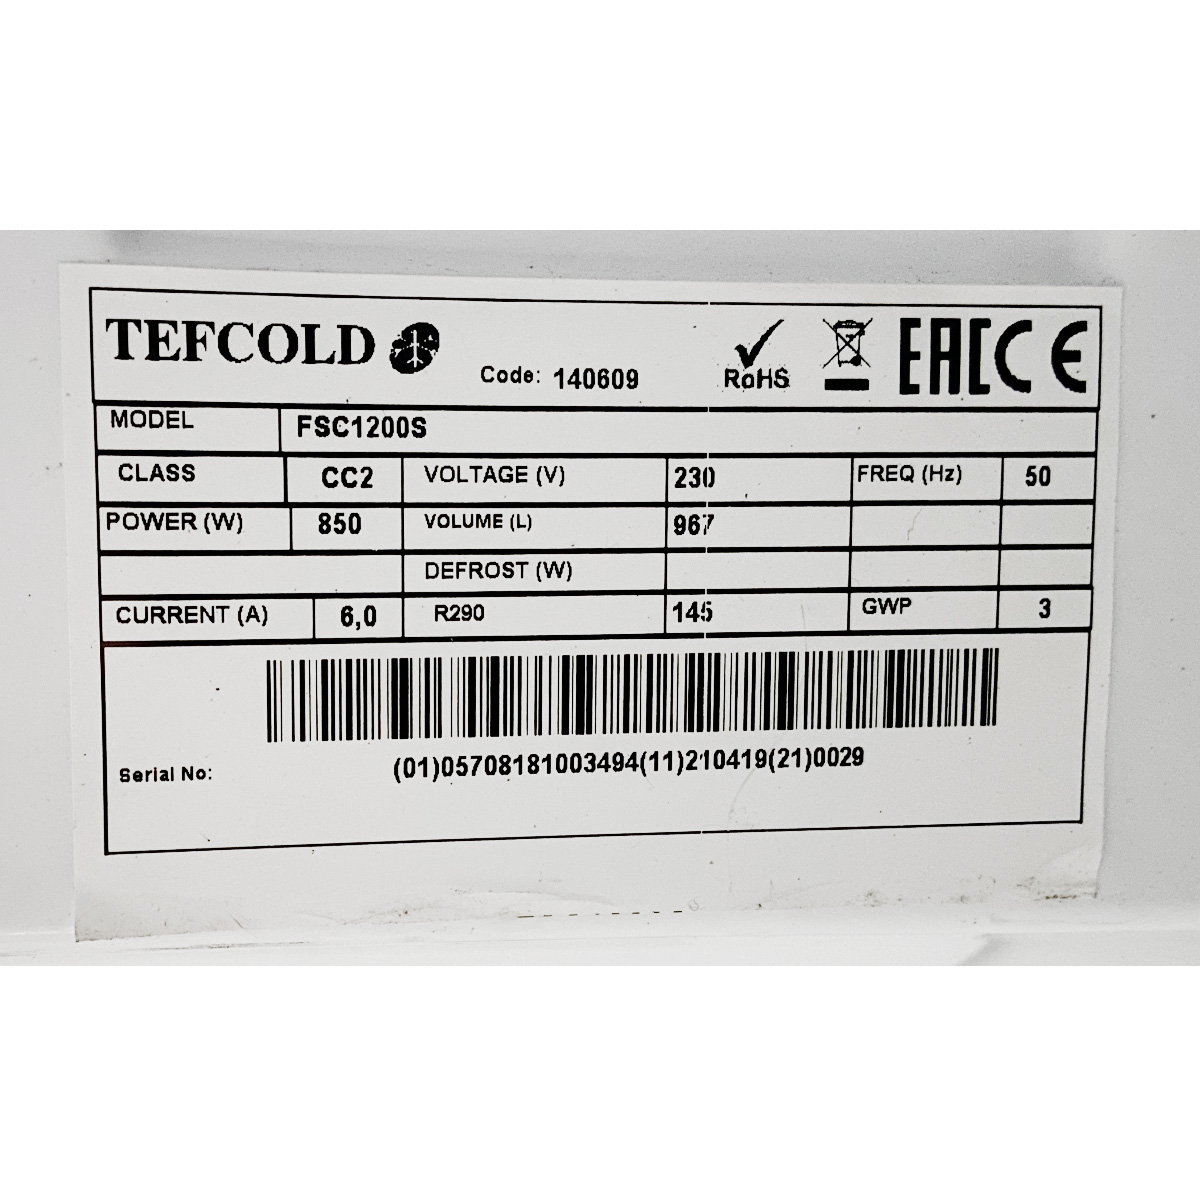 TEFCOLD
Code: 140609
RoHS
EAC CE
MODEL FSC1200S
CLASS CC2 VOLTAGE (V) 230 FREQ (Hz) 50
POWER (W) 850 VOLUME (L) 967
DEFROST (W)
CURRENT (A) 6,0 R290 145 GWP 3
Serial No: (01)05708181003494(11)210419(21)0029